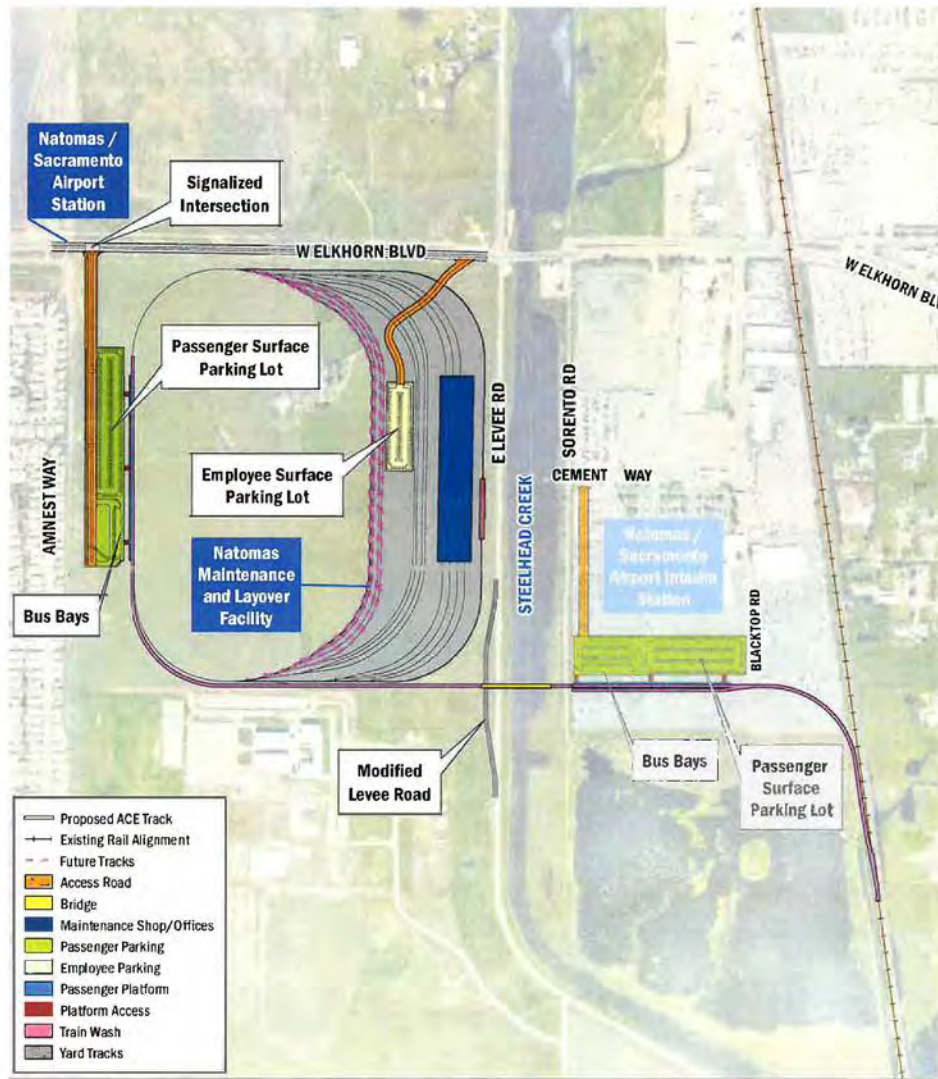 Natomas /
Sacramento
Airport
Station
Signalized
Intersection
W ELKHORN BLVD
W ELKHORN BLV
Passenger Surface
Parking Lot
Employee Surface
Parking Lot
E LEVEE RD
SORENTO RD
AMNEST WAY
STEELHEAD CREEK
CEMENT WAY
Natomas /
Sacramento
Airport Interim
Station
Natomas
Maintenance
and Layover
Facility
Bus Bays
BLACKTOP RD
Modified
Levee Road
Bus Bays
Passenger
Surface
Parking Lot
Proposed ACE Track
Existing Rail Alignment
Future Tracks
Access Road
Bridge
Maintenance Shop/Offices
Passenger Parking
Employee Parking
Passenger Platform
Platform Access
Train Wash
Yard Tracks